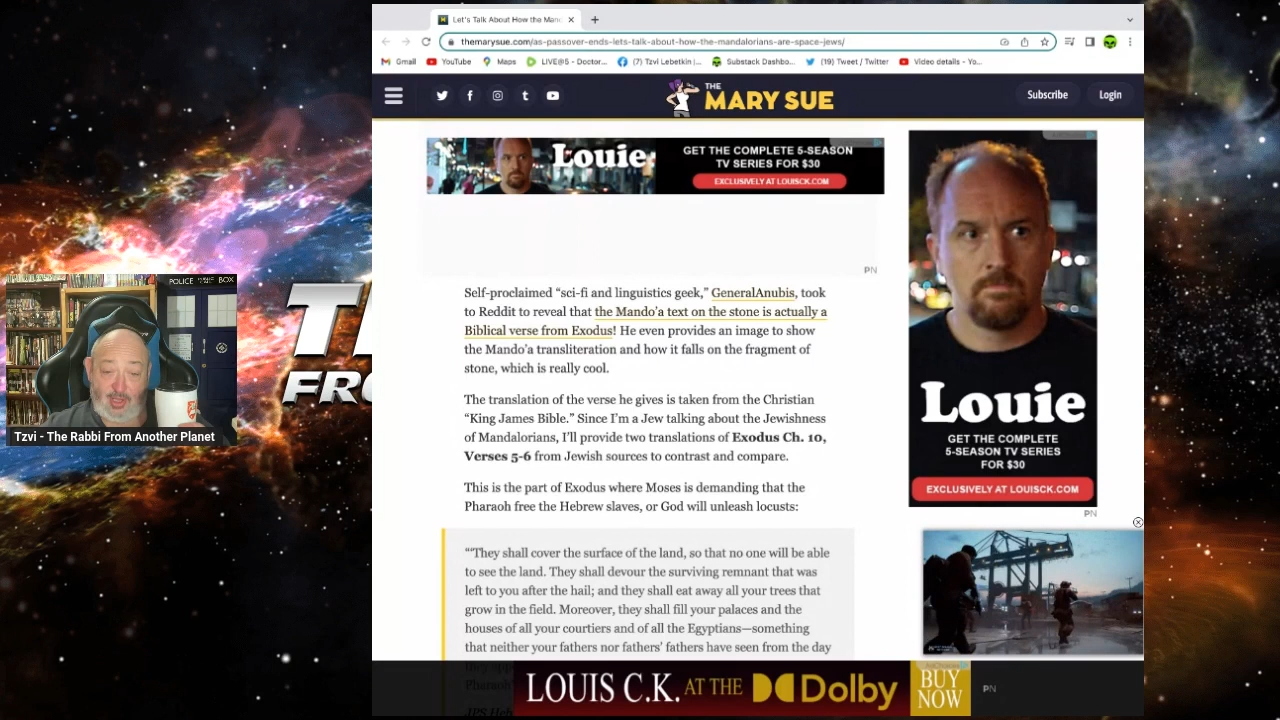 Let's Talk About How the Mand
themarysue.com/as-passover-ends-lets-talk-about-how-the-mandalorians-are-space-jews/
Gmail
YouTube
Maps
LIVE@5 - Doctor...
(7) Tzvi Lebetkin |...
Substack Dashbo...
(19) Tweet / Twitter
Video details - Yo...
THE
MARY SUE
Subscribe
Login
Louie
GET THE COMPLETE 5-SEASON
TV SERIES FOR $30
EXCLUSIVELY AT LOUISCK.COM
PN
Self-proclaimed “sci-fi and linguistics geek,” GeneralAnubis, took
to Reddit to reveal that the Mando’a text on the stone is actually a
Biblical verse from Exodus! He even provides an image to show
the Mando’a transliteration and how it falls on the fragment of
stone, which is really cool.
The translation of the verse he gives is taken from the Christian
“King James Bible.” Since I’m a Jew talking about the Jewishness
of Mandalorians, I’ll provide two translations of Exodus Ch. 10,
Verses 5-6 from Jewish sources to contrast and compare.
This is the part of Exodus where Moses is demanding that the
Pharaoh free the Hebrew slaves, or God will unleash locusts:
“‘They shall cover the surface of the land, so that no one will be able
to see the land. They shall devour the surviving remnant that was
left to you after the hail; and they shall eat away all your trees that
grow in the field. Moreover, they shall fill your palaces and the
houses of all your courtiers and of all the Egyptians—something
that neither your fathers nor fathers’ fathers have seen from the day
Louie
GET THE COMPLETE
5-SEASON TV SERIES
FOR $30
EXCLUSIVELY AT LOUISCK.COM
PN
LOUIS C.K. AT THE Dolby
BUY
NOW
PN
POLICE BOX
Tzvi - The Rabbi From Another Planet
T
FRO